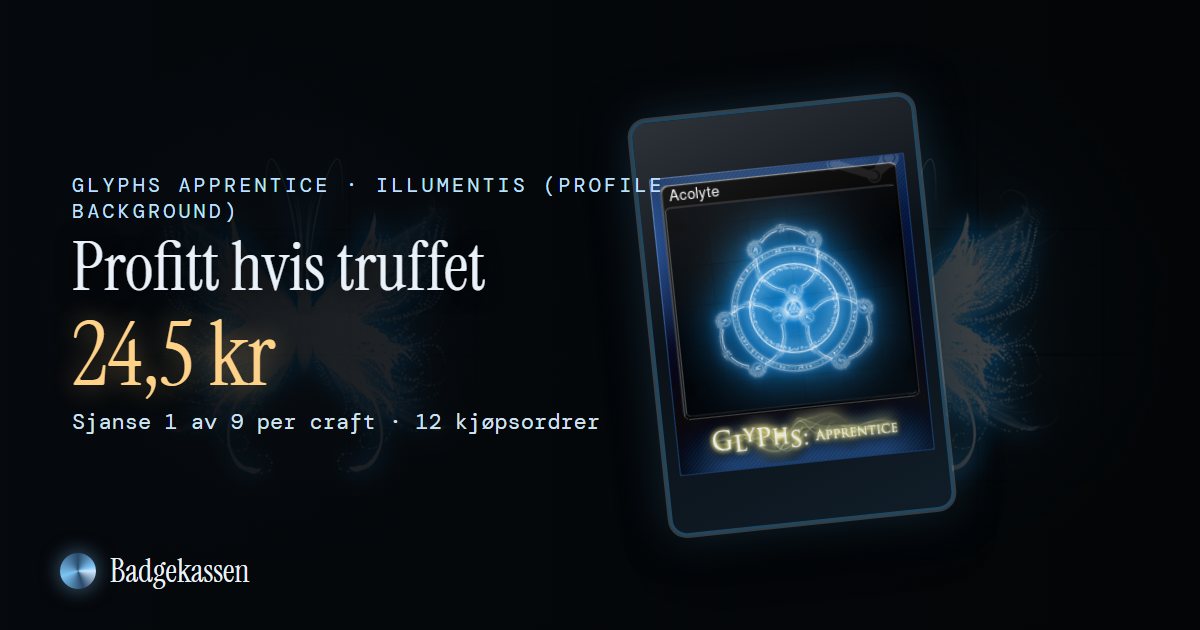 GLYPHS APPRENTICE · ILLUMENTIS (PROFILE
BACKGROUND)
Profitt hvis truffet
24,5 kr
Sjanse 1 av 9 per craft · 12 kjøpsordrer
Acolyte
GLYPHS: APPRENTICE
Badgekassen